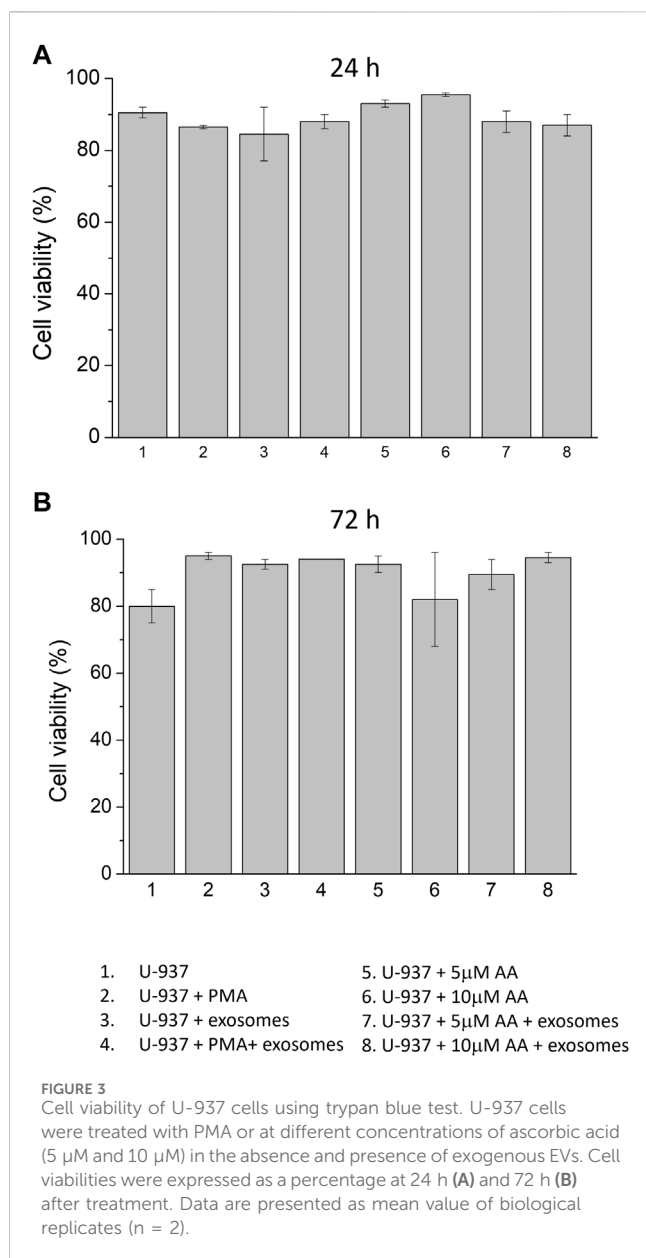 A
24 h
Cell viability (%)
100
80
60
40
20
0
1 2 3 4 5 6 7 8
B
72 h
Cell viability (%)
100
80
60
40
20
0
1 2 3 4 5 6 7 8
1. U-937
2. U-937 + PMA
3. U-937 + exosomes
4. U-937 + PMA+ exosomes
5. U-937 + 5μM AA
6. U-937 + 10μM AA
7. U-937 + 5μM AA + exosomes
8. U-937 + 10μM AA + exosomes
FIGURE 3
Cell viability of U-937 cells using trypan blue test. U-937 cells
were treated with PMA or at different concentrations of ascorbic acid
(5 μM and 10 μM) in the absence and presence of exogenous EVs. Cell
viabilities were expressed as a percentage at 24 h (A) and 72 h (B)
after treatment. Data are presented as mean value of biological
replicates (n = 2).